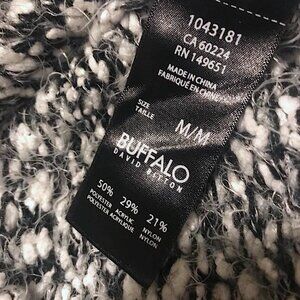 1043181
CA 60224
RN 149651
MADE IN CHINA
FABRIQUE EN CHINE
SIZE
TAILLE
M/M
BUFFALO
DAVID BITTON
50% 29% 21%
POLYESTER ACRYLIC NYLON
POLYESTER ACRYLIQUE NYLON